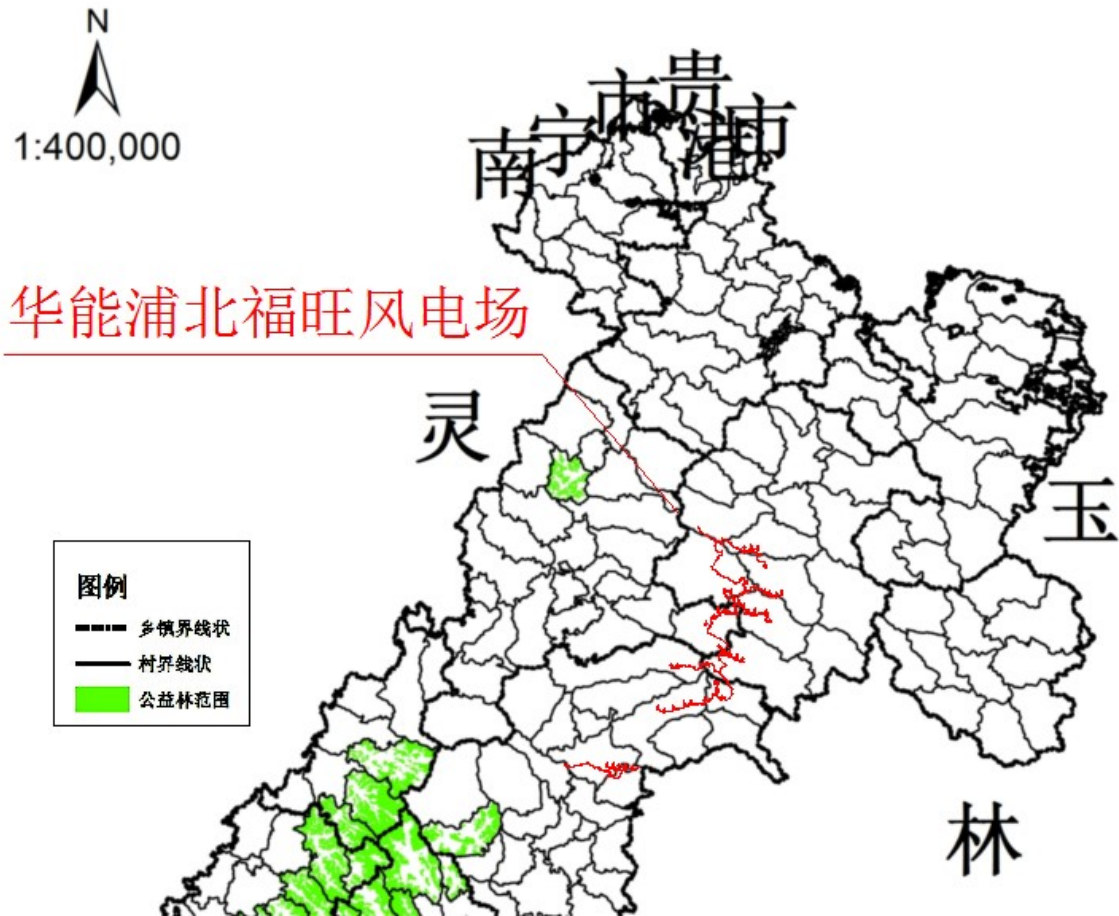 N
1:400,000
南宁市
贵港市
华能浦北福旺风电场
灵
玉
林
图例
乡镇界线状
村界线状
公益林范围